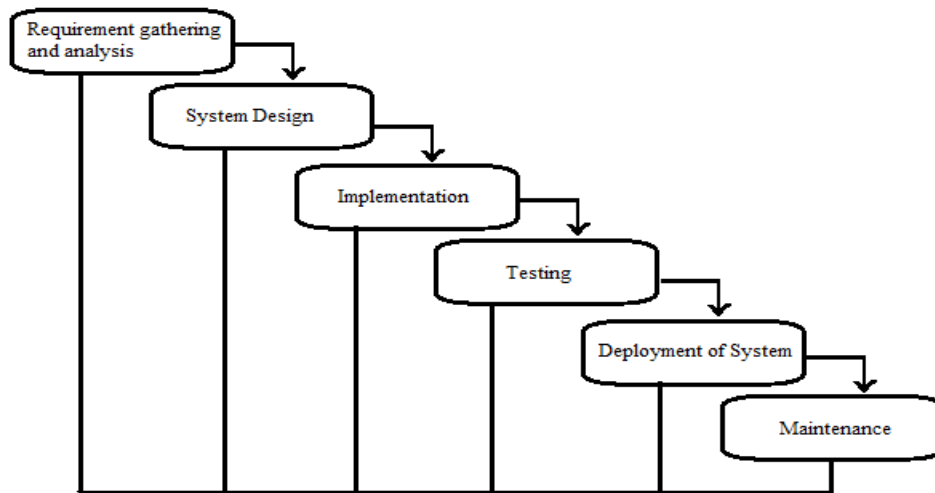 Requirement gathering
and analysis
System Design
Implementation
Testing
Deployment of System
Maintenance